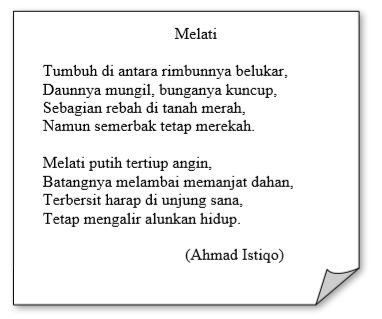 Melati
Tumbuh di antara rimbunnya belukar,
Daunnya mungil, bunganya kuncup,
Sebagian rebah di tanah merah,
Namun semerbak tetap merekah.
Melati putih tertiup angin,
Batangnya melambai memanjat dahan,
Terbersit harap di unjung sana,
Tetap mengalir alunkan hidup.
(Ahmad Istiqo)